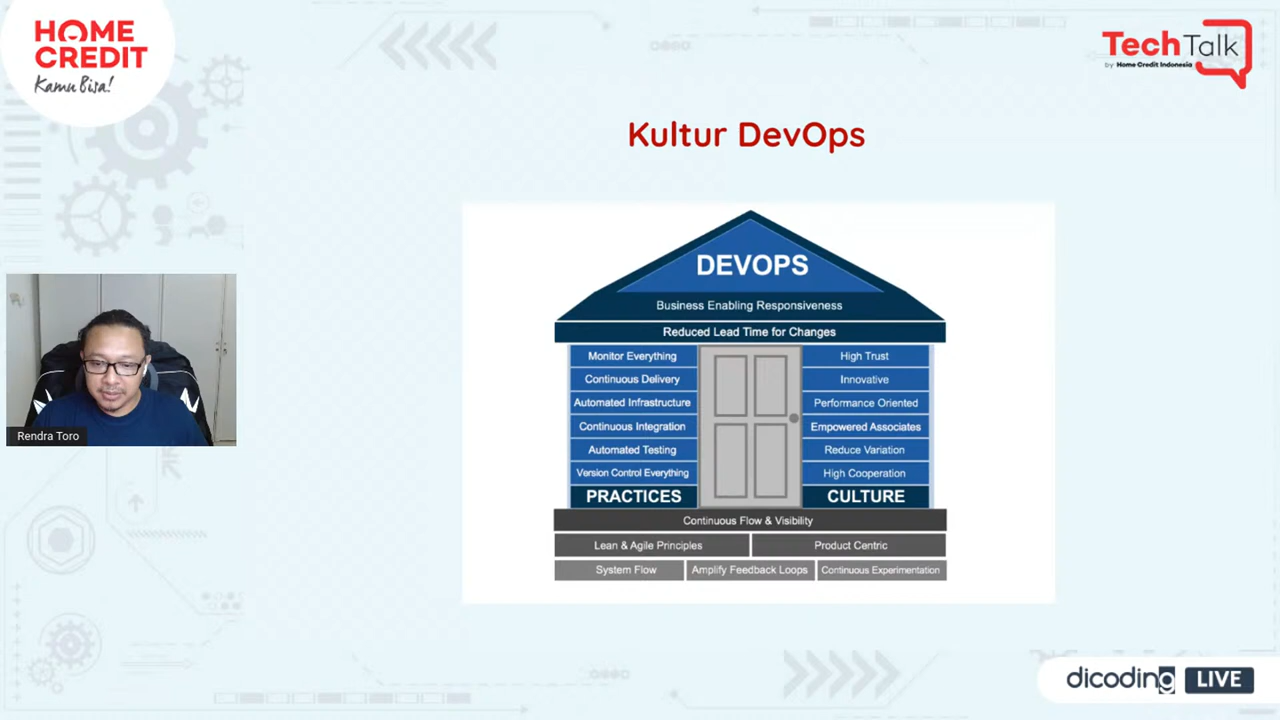 HOME
CREDIT
Kamu Bisa!
TechTalk
by Home Credit Indonesia
Kultur DevOps
DEVOPS
Business Enabling Responsiveness
Reduced Lead Time for Changes
Monitor Everything
Continuous Delivery
Automated Infrastructure
Continuous Integration
Automated Testing
Version Control Everything
PRACTICES
High Trust
Innovative
Performance Oriented
Empowered Associates
Reduce Variation
High Cooperation
CULTURE
Continuous Flow & Visibility
Lean & Agile Principles
Product Centric
System Flow
Amplify Feedback Loops
Continuous Experimentation
Rendra Toro
dicoding LIVE